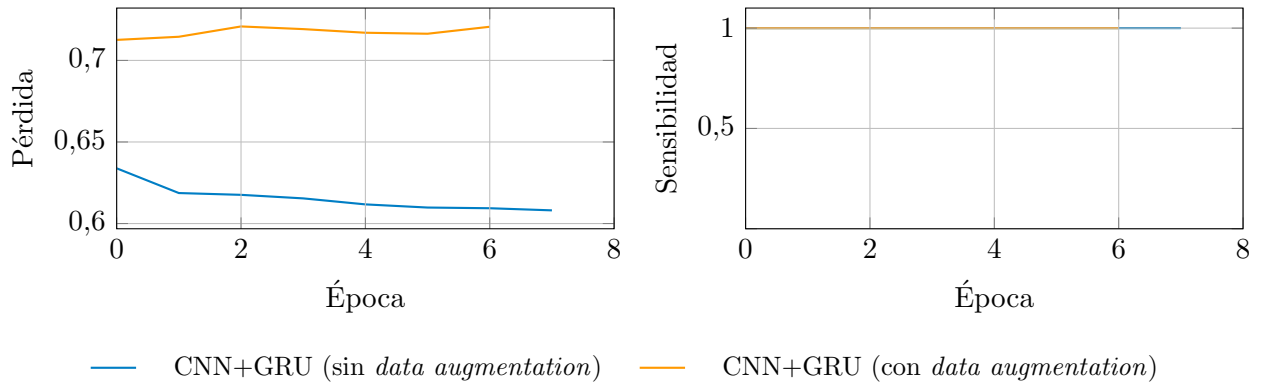 Pérdida
0,7
0,65
0,6
0 2 4 6 8
Época
Sensibilidad
1
0,5
0 2 4 6 8
Época
CNN+GRU (sin data augmentation)
CNN+GRU (con data augmentation)